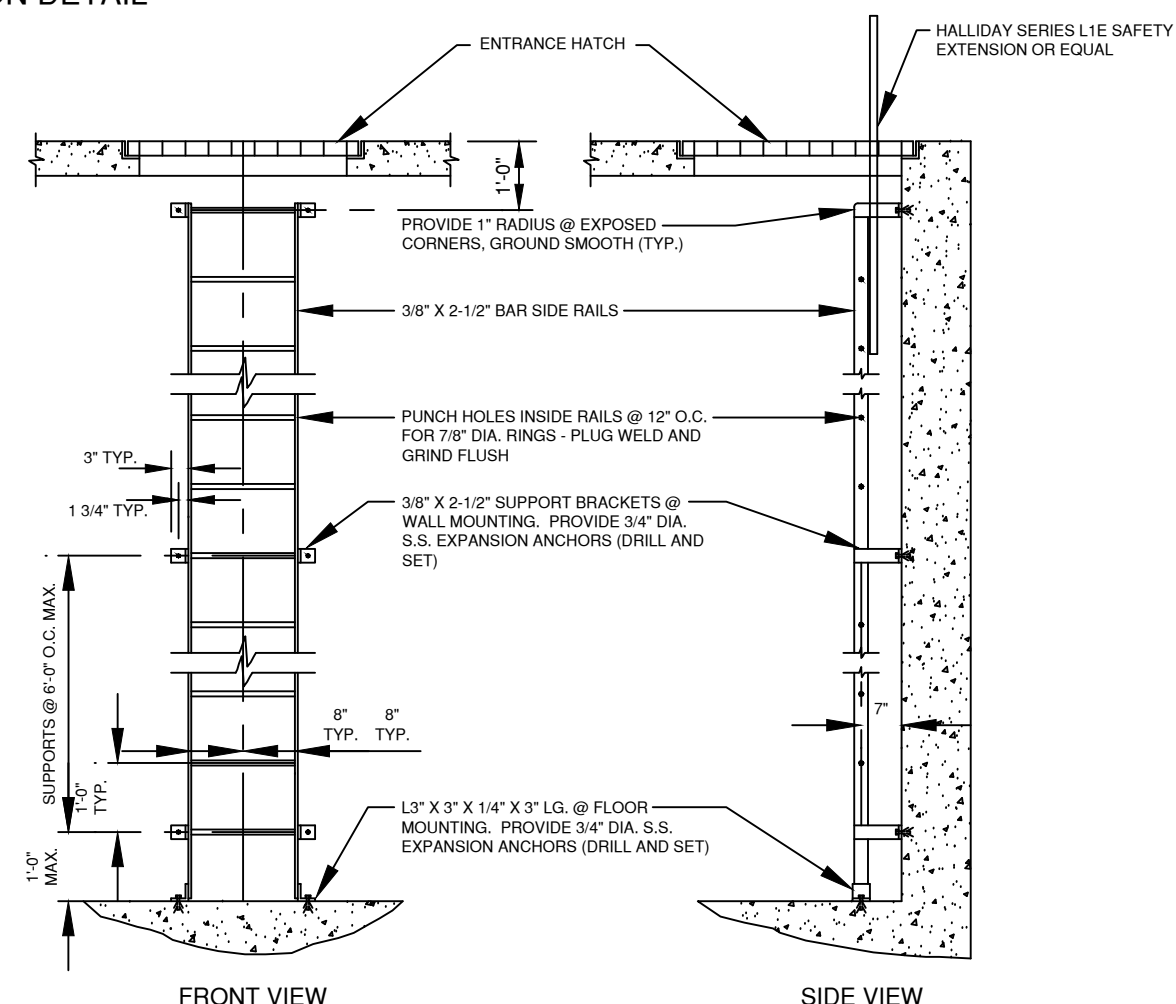 ENTRANCE HATCH
HALLIDAY SERIES L1E SAFETY
EXTENSION OR EQUAL
1'-0"
PROVIDE 1" RADIUS @ EXPOSED
CORNERS, GROUND SMOOTH (TYP.)
3/8" X 2-1/2" BAR SIDE RAILS
PUNCH HOLES INSIDE RAILS @ 12" O.C.
FOR 7/8" DIA. RINGS - PLUG WELD AND
GRIND FLUSH
3" TYP.
1 3/4" TYP.
3/8" X 2-1/2" SUPPORT BRACKETS @
WALL MOUNTING. PROVIDE 3/4" DIA.
S.S. EXPANSION ANCHORS (DRILL AND
SET)
SUPPORTS @ 6'-0" O.C. MAX.
8"
TYP.
8"
TYP.
7"
1'-0"
TYP.
L3" X 3" X 1/4" X 3" LG. @ FLOOR
MOUNTING. PROVIDE 3/4" DIA. S.S.
EXPANSION ANCHORS (DRILL AND SET)
1'-0"
MAX.
FRONT VIEW
SIDE VIEW